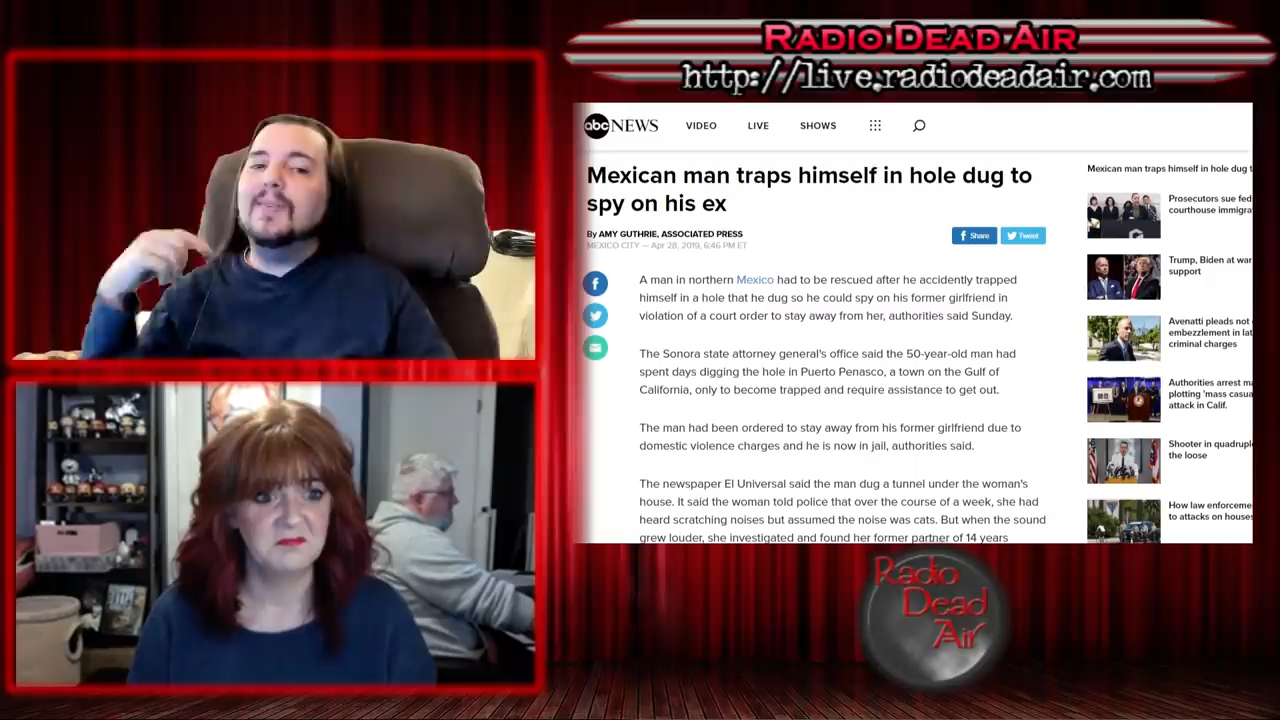 Radio Dead Air
http://live.radiodeadair.com
abc NEWS VIDEO LIVE SHOWS
Mexican man traps himself in hole dug to
spy on his ex
By AMY GUTHRIE, ASSOCIATED PRESS
MEXICO CITY — Apr 28, 2019, 6:46 PM ET
Share
Tweet
A man in northern Mexico had to be rescued after he accidently trapped
himself in a hole that he dug so he could spy on his former girlfriend in
violation of a court order to stay away from her, authorities said Sunday.
The Sonora state attorney general's office said the 50-year-old man had
spent days digging the hole in Puerto Penasco, a town on the Gulf of
California, only to become trapped and require assistance to get out.
The man had been ordered to stay away from his former girlfriend due to
domestic violence charges and he is now in jail, authorities said.
The newspaper El Universal said the man dug a tunnel under the woman's
house. It said the woman told police that over the course of a week, she had
heard scratching noises but assumed the noise was cats. But when the sound
grew louder, she investigated and found her former partner of 14 years
Mexican man traps himself in hole dug t
Prosecutors sue fed
courthouse immigra
Trump, Biden at war
support
Avenatti pleads not
embezzlement in lat
criminal charges
Authorities arrest ma
plotting 'mass casua
attack in Calif.
Shooter in quadrupl
the loose
How law enforceme
to attacks on houses
Radio
Dead
Air